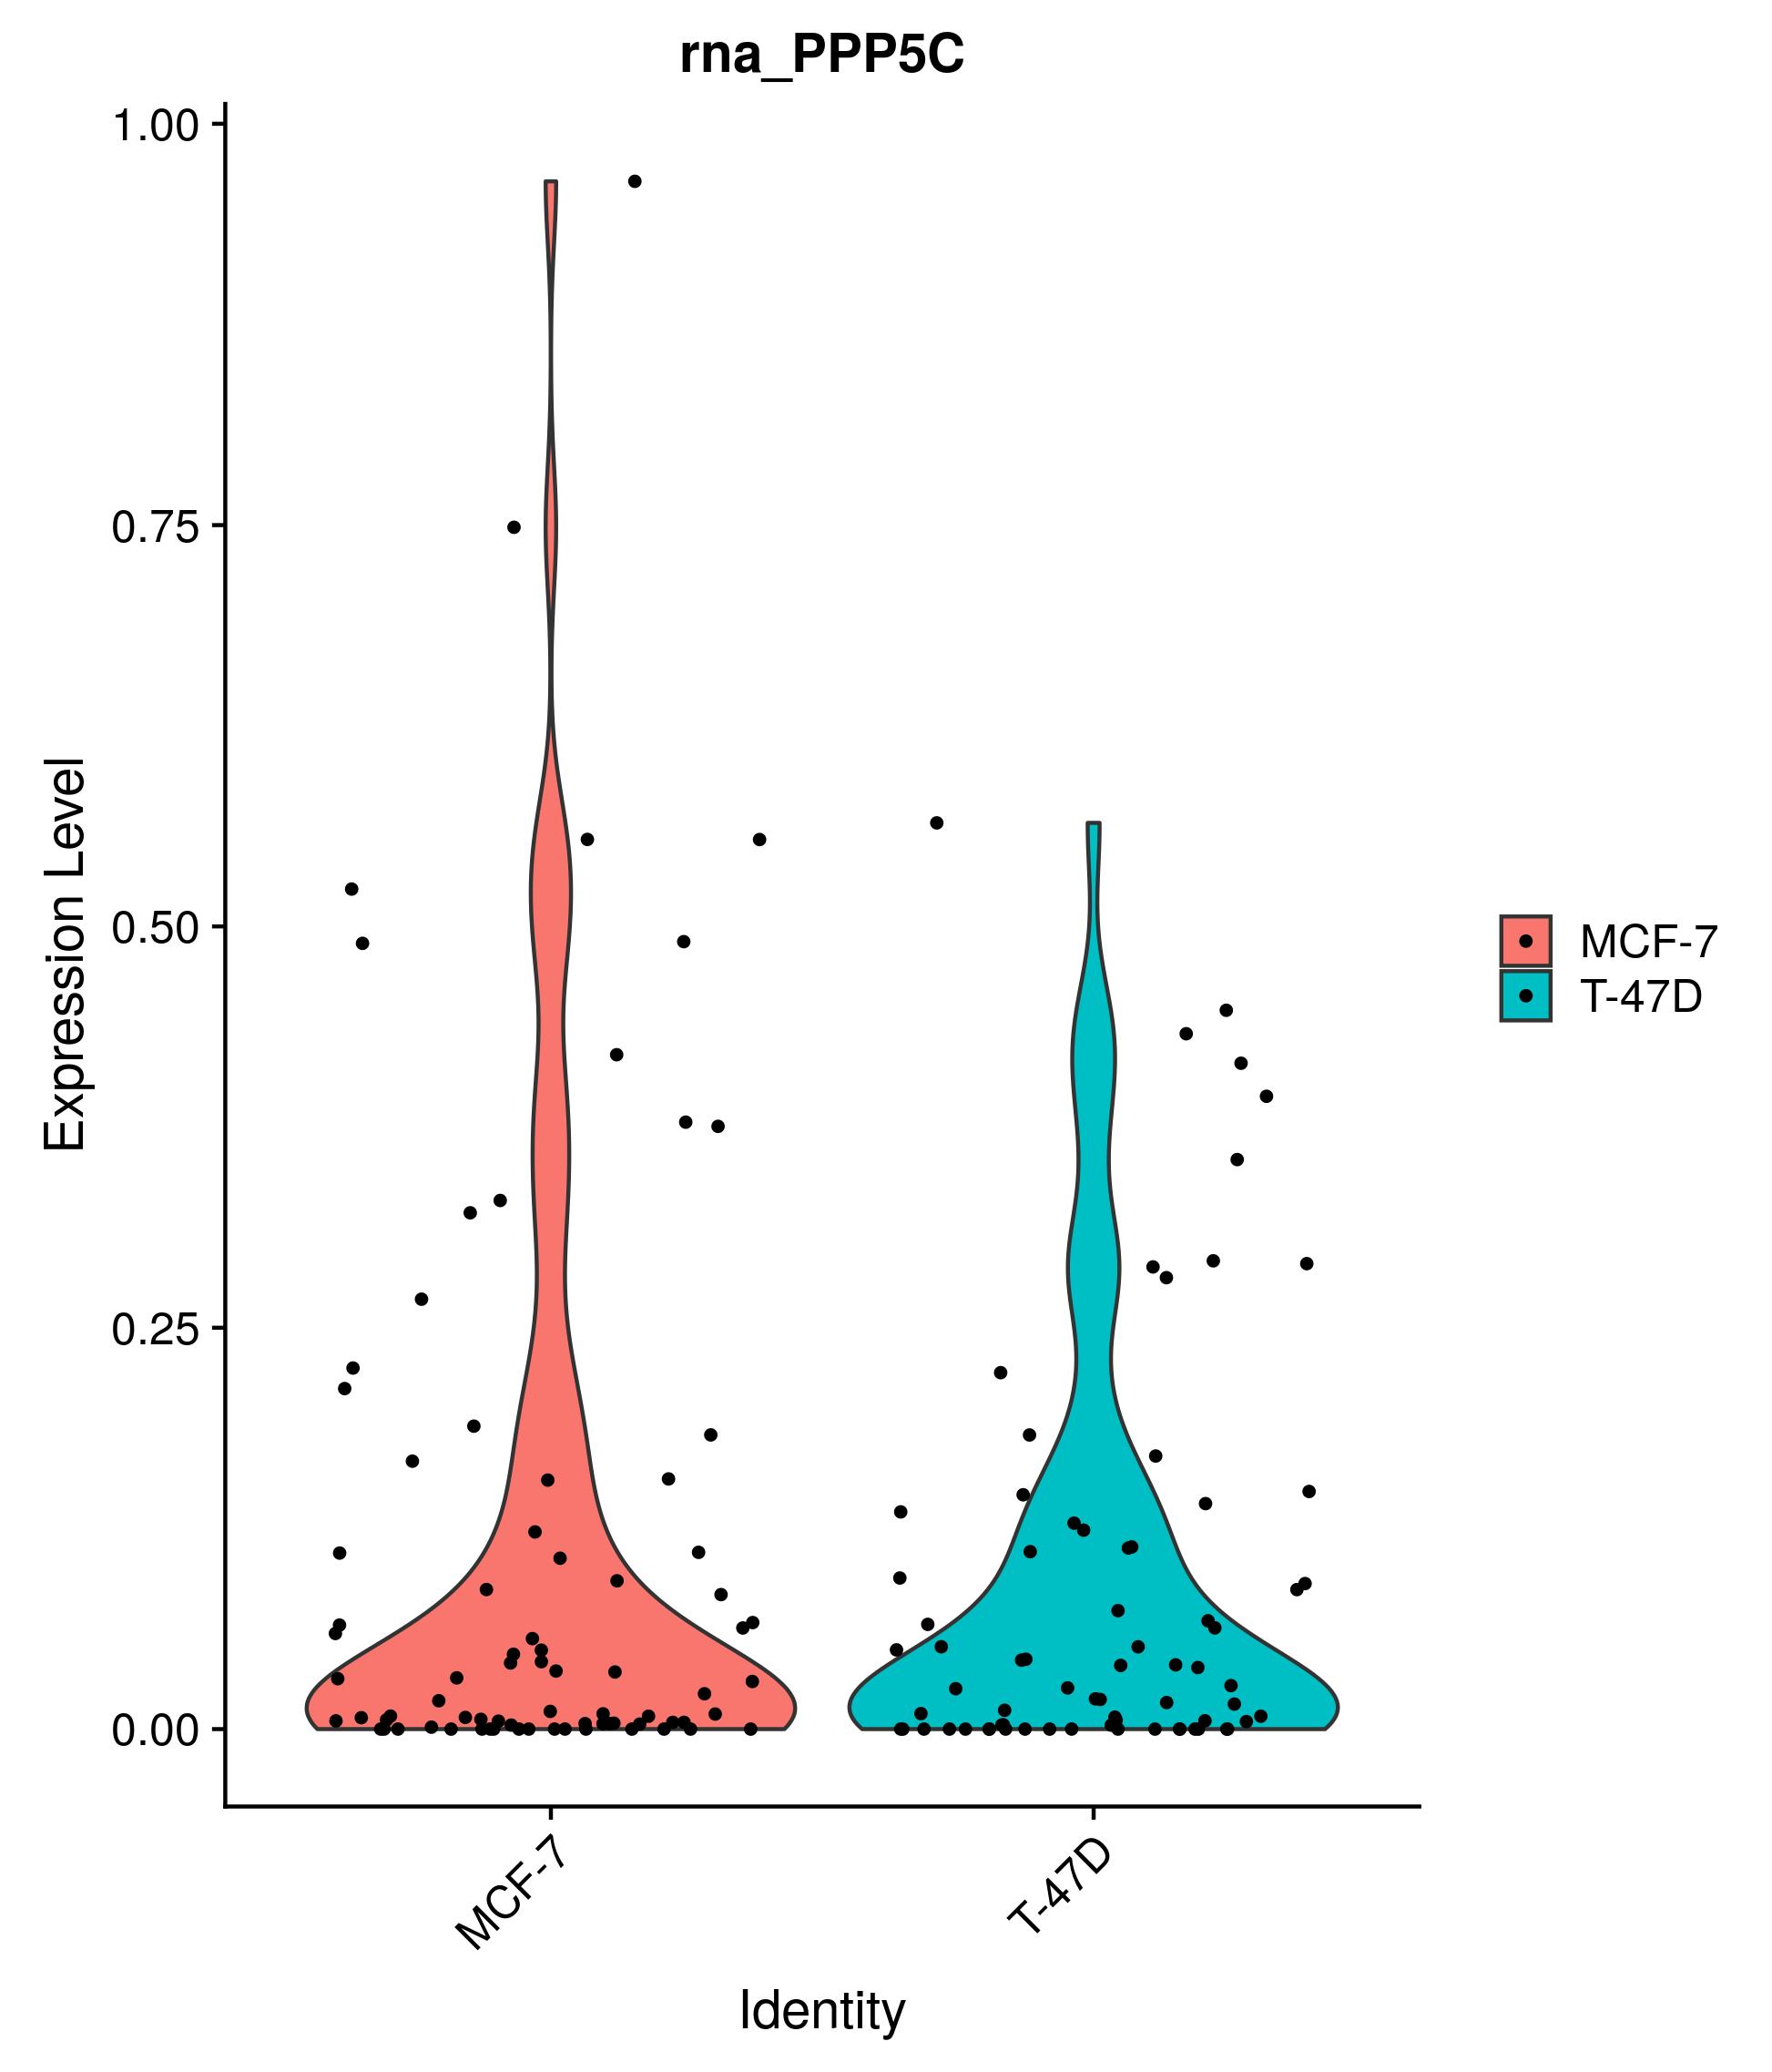 rna_PPP5C
1.00
0.75
0.50
0.25
0.00
Expression Level
MCF-7
T-47D
Identity
MCF-7
T-47D